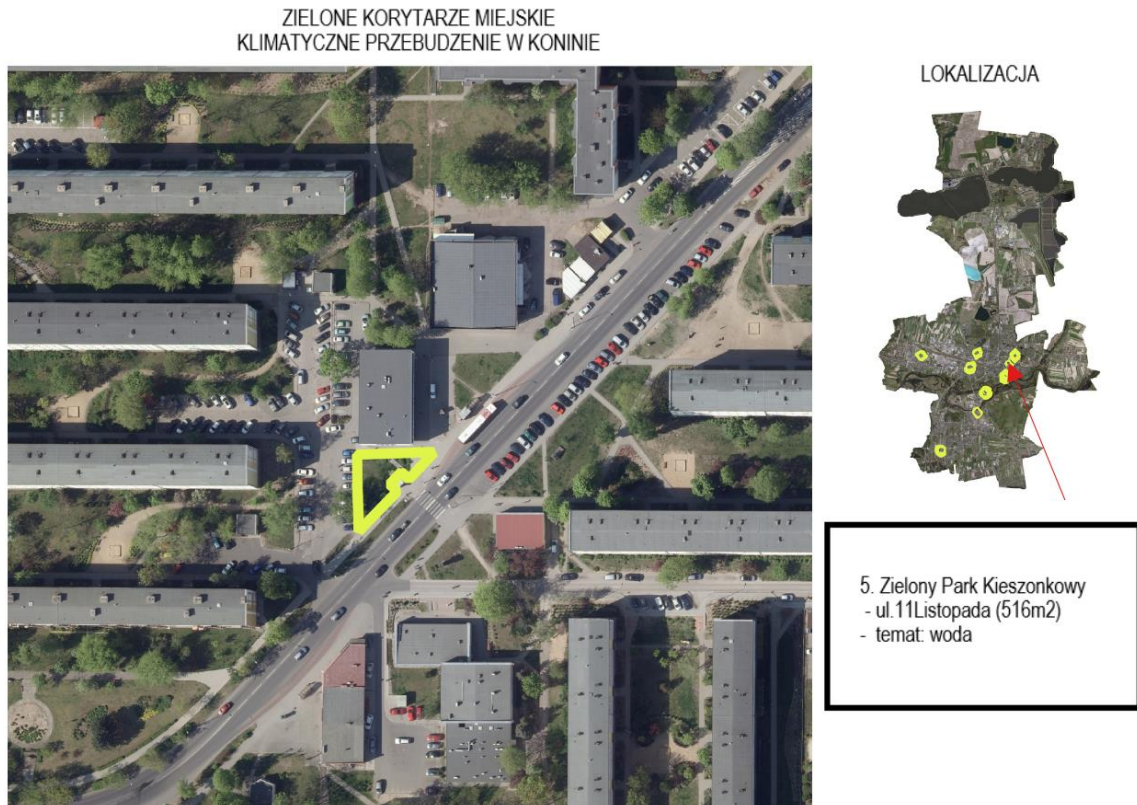 ZIELONE KORYTARZE MIEJSKIE
KLIMATYCZNE PRZEBUDZENIE W KONINIE
LOKALIZACJA
5. Zielony Park Kieszonkowy
- ul.11Listopada (516m2)
- temat: woda